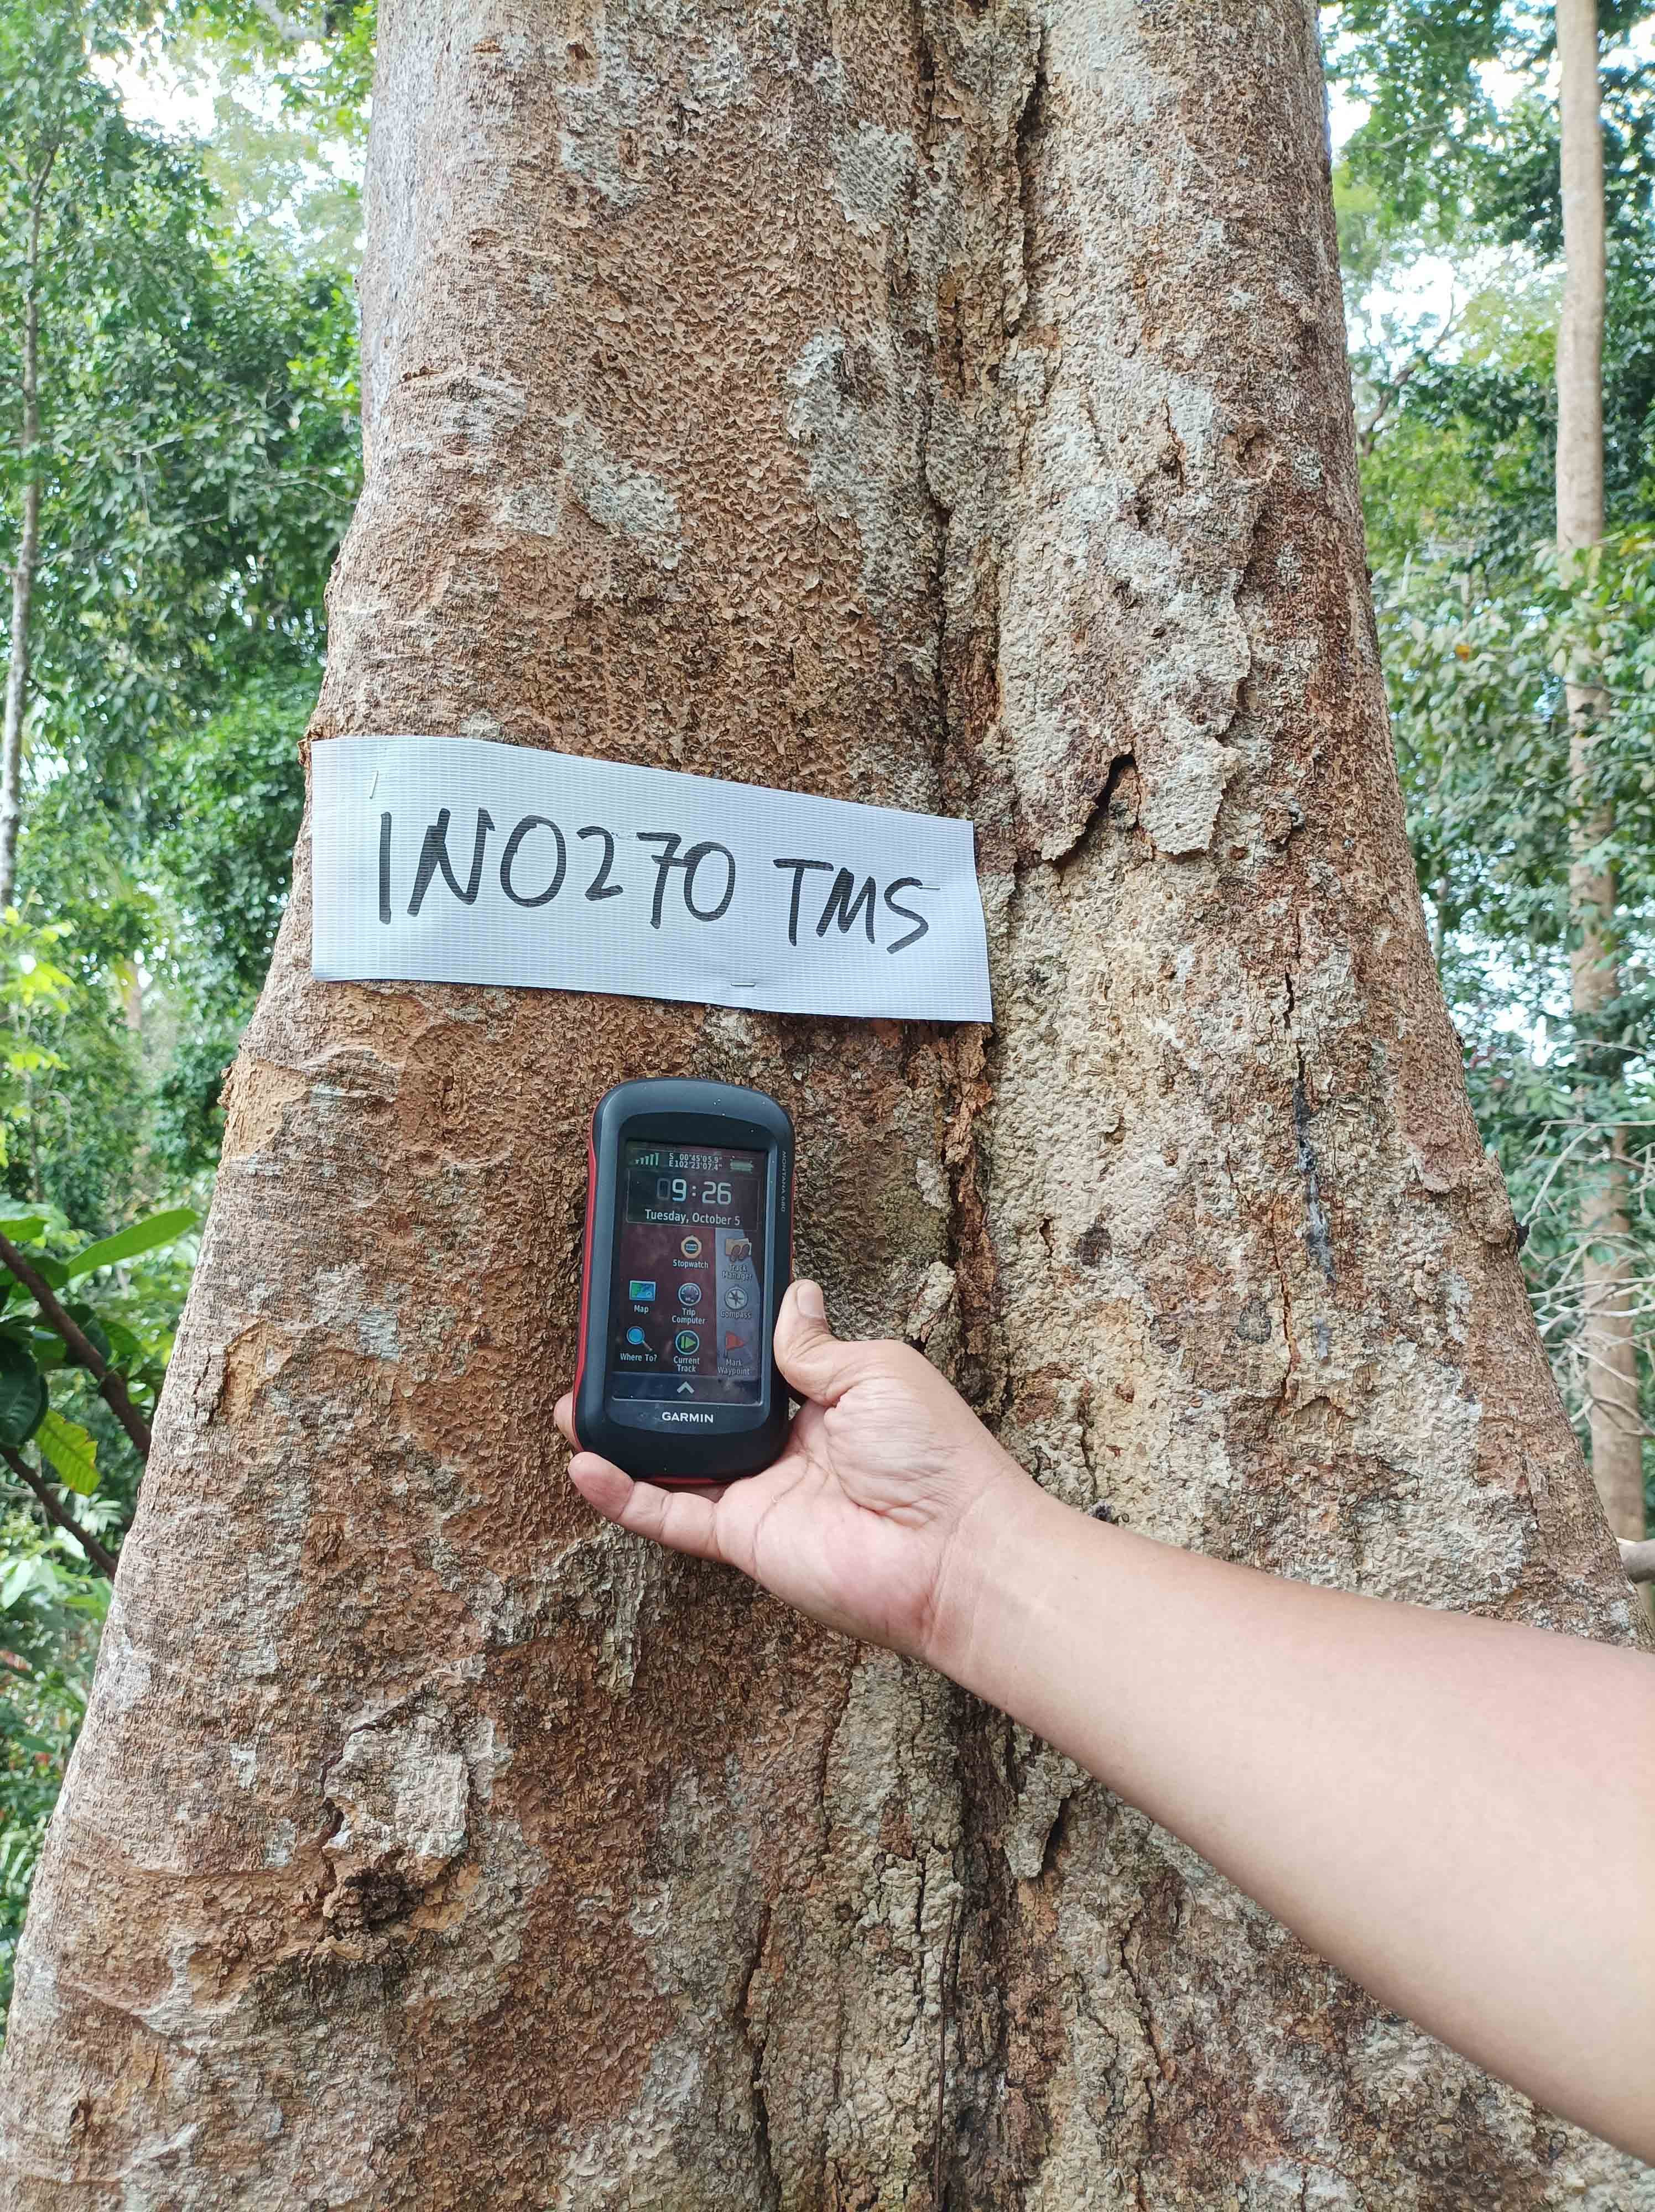 INO270 TMS
S 00°45'05.9"
E102°23'07.4"
09:26
Tuesday, October 5
Stopwatch
Track Manager
Map
Trip Computer
Compass
Where To?
Current Track
Mark Waypoint
GARMIN
MONTANA 680